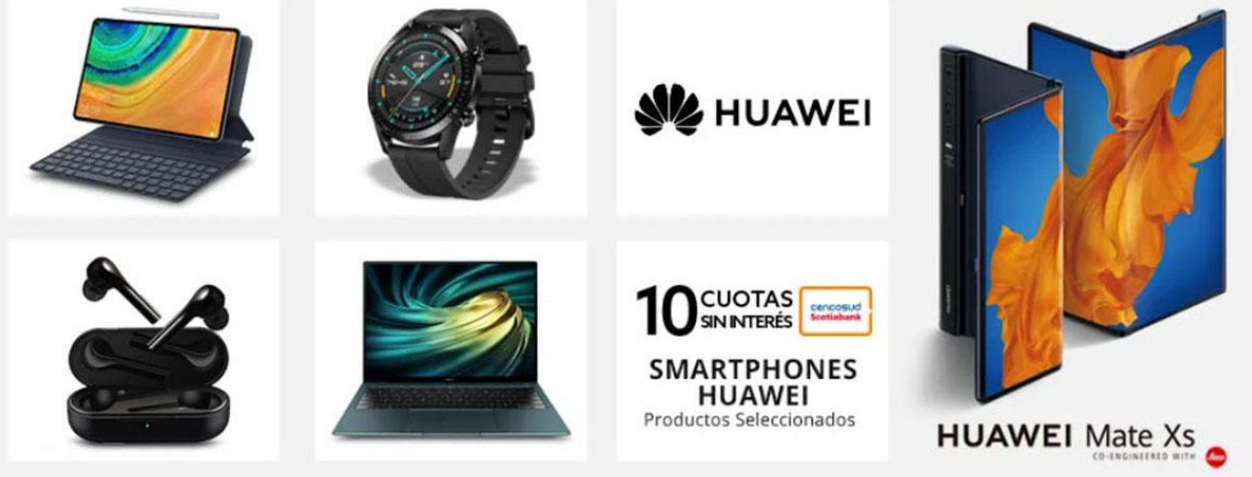 HUAWEI
10 CUOTAS
SIN INTERÉS
cencosud
Scotiabank
SMARTPHONES
HUAWEI
Productos Seleccionados
HUAWEI Mate Xs
CO-ENGINEERED WITH